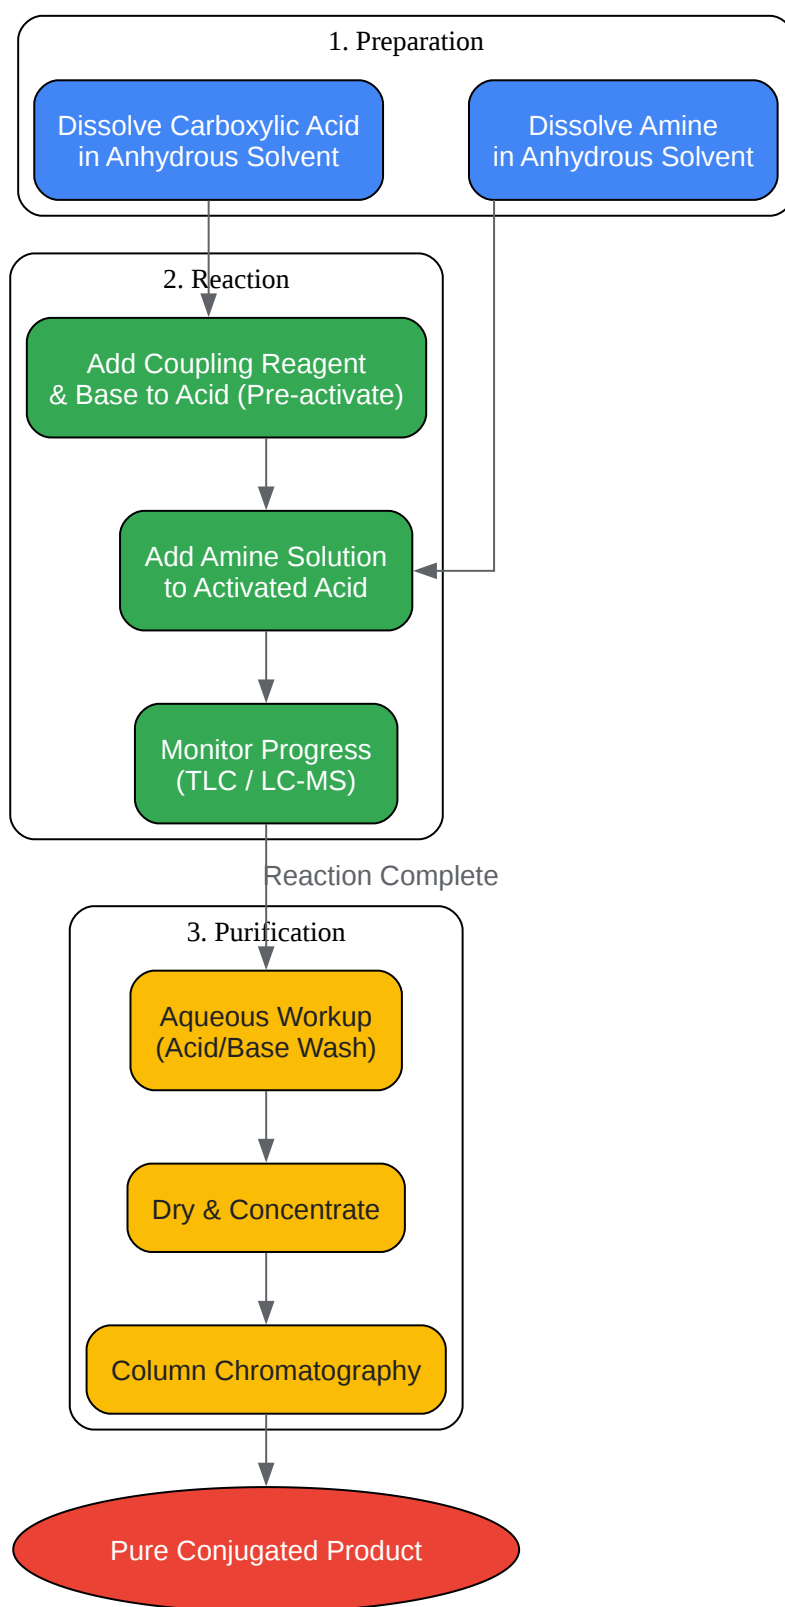 1. Preparation
Dissolve Carboxylic Acid
in Anhydrous Solvent
Dissolve Amine
in Anhydrous Solvent
2. Reaction
Add Coupling Reagent
& Base to Acid (Pre-activate)
Add Amine Solution
to Activated Acid
Monitor Progress
(TLC / LC-MS)
Reaction Complete
3. Purification
Aqueous Workup
(Acid/Base Wash)
Dry & Concentrate
Column Chromatography
Pure Conjugated Product